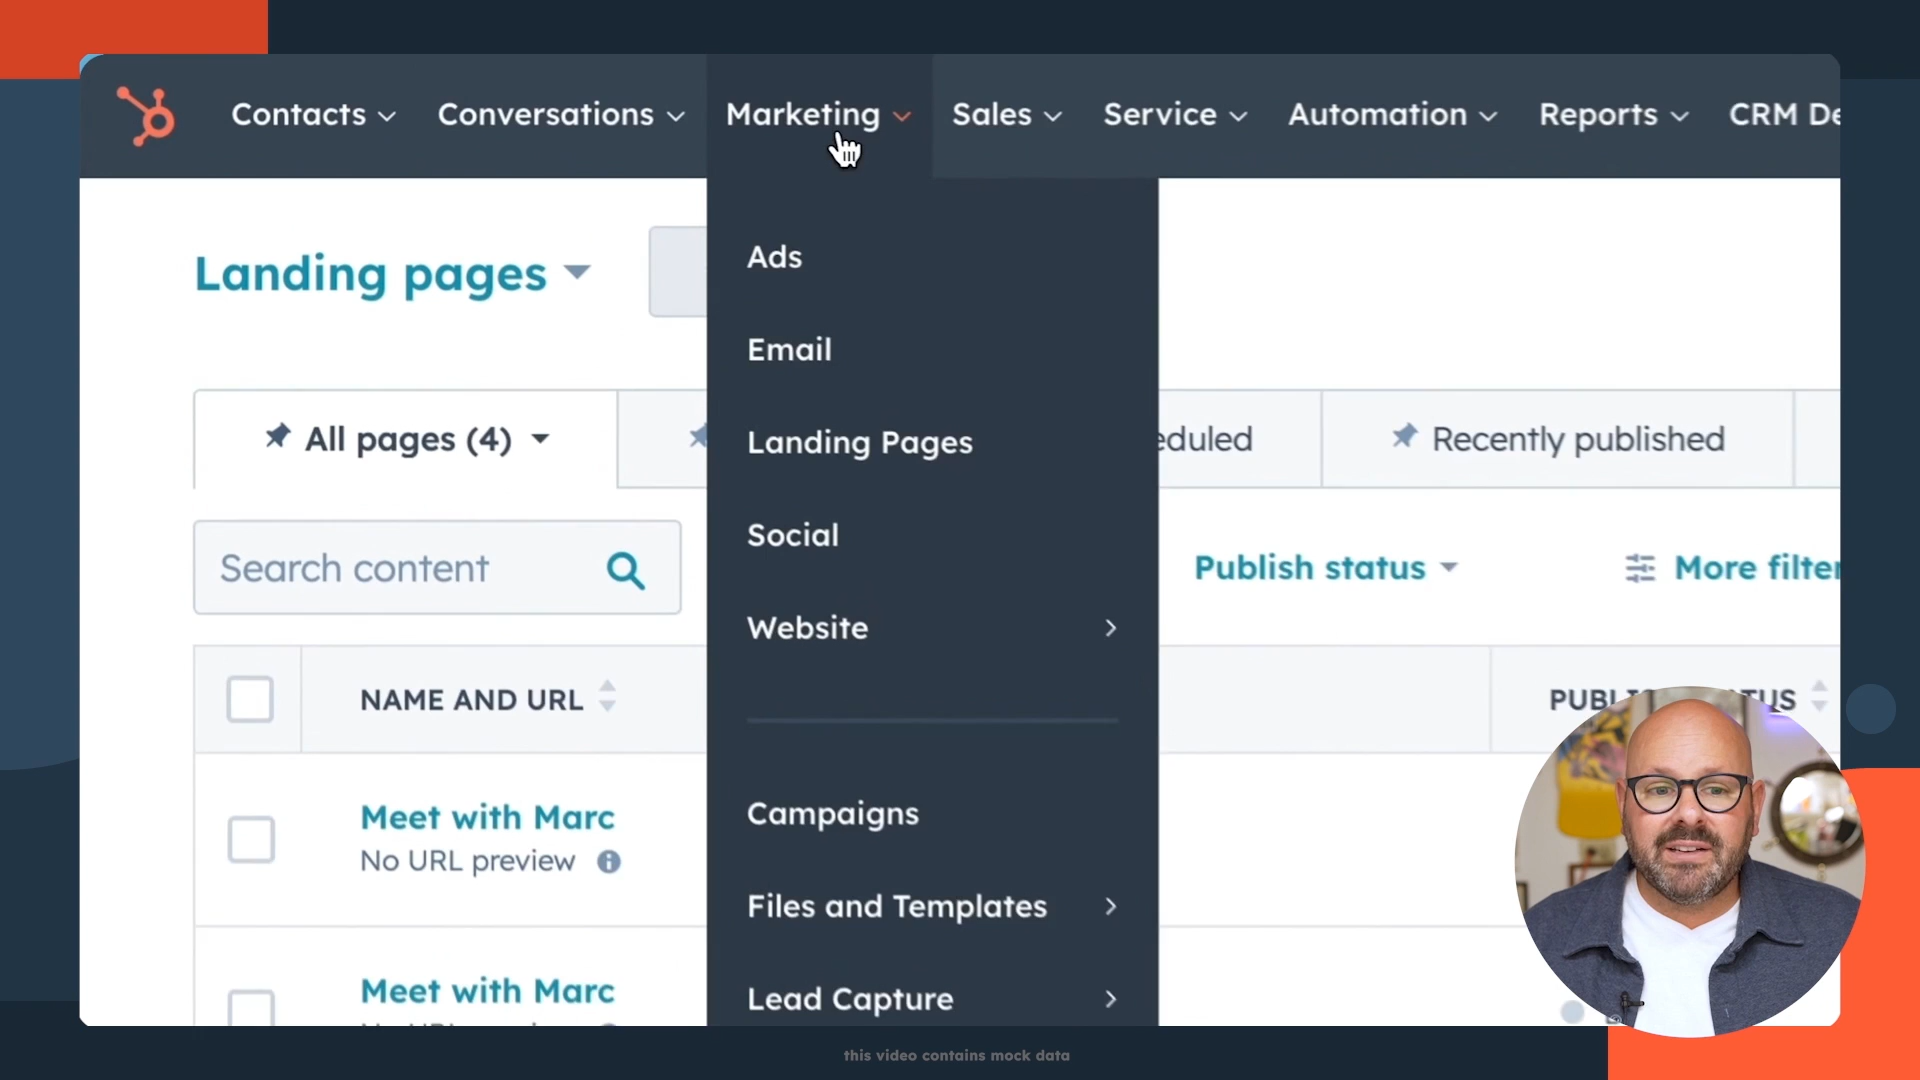 Contacts
Conversations
Marketing
Sales
Service
Automation
Reports
CRM
Landing pages
Ads
Email
Landing Pages
Social
Website
Campaigns
Files and Templates
Lead Capture
All pages (4)
eduled
Recently published
Search content
Publish status
More filter
NAME AND URL
Meet with Marc
No URL preview
Meet with Marc
this video contains mock data